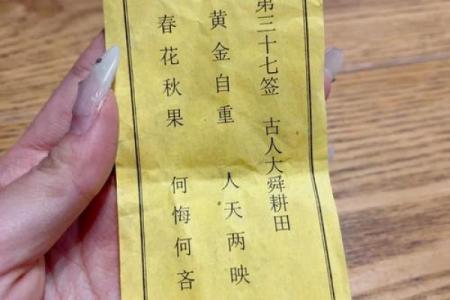 第三十七签 古人大舜耕田
黄金自重 人天两映
春花秋果 何悔何吝